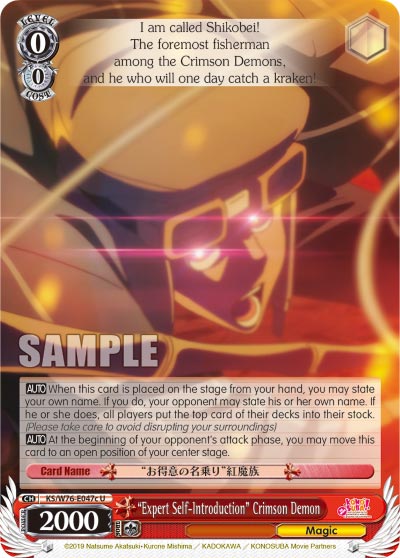 I am called Shikobei!
The foremost fisherman
among the Crimson Demons,
and he who will one day catch a kraken!
LEVEL
0
0
COST
SAMPLE
AUTO When this card is placed on the stage from your hand, you may state
your own name. If you do, your opponent may state his or her own name. If
he or she does, all players put the top card of their decks into their stock.
(Please take care to avoid disrupting your surroundings)
AUTO At the beginning of your opponent's attack phase, you may move this
card to an open position of your center stage.
Card Name “お得意の名乗り”紅魔族
CH KS/W76-E047c U
“Expert Self-Introduction” Crimson Demon
POWER
2000
SOUL
Magic
©2019 Natsume Akatsuki・Kurone Mishima / KADOKAWA / KONOSUBA Movie Partners